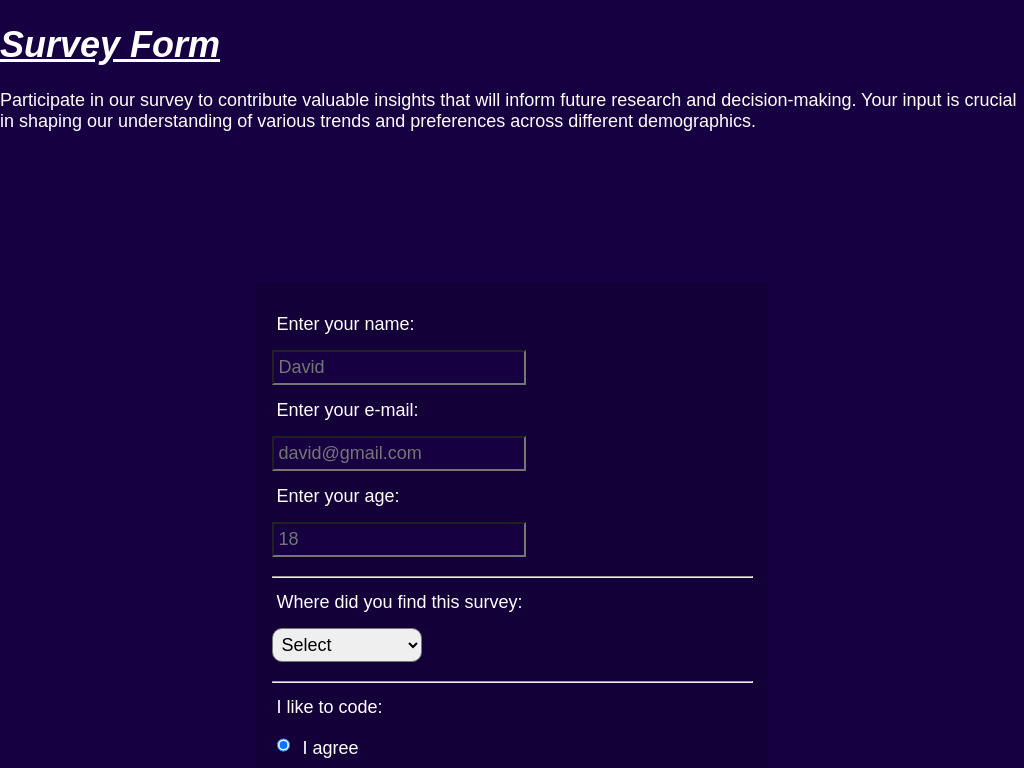 Survey Form
Participate in our survey to contribute valuable insights that will inform future research and decision-making. Your input is crucial
in shaping our understanding of various trends and preferences across different demographics.
Enter your name:
David
Enter your e-mail:
david@gmail.com
Enter your age:
18
Where did you find this survey:
Select
I like to code:
I agree